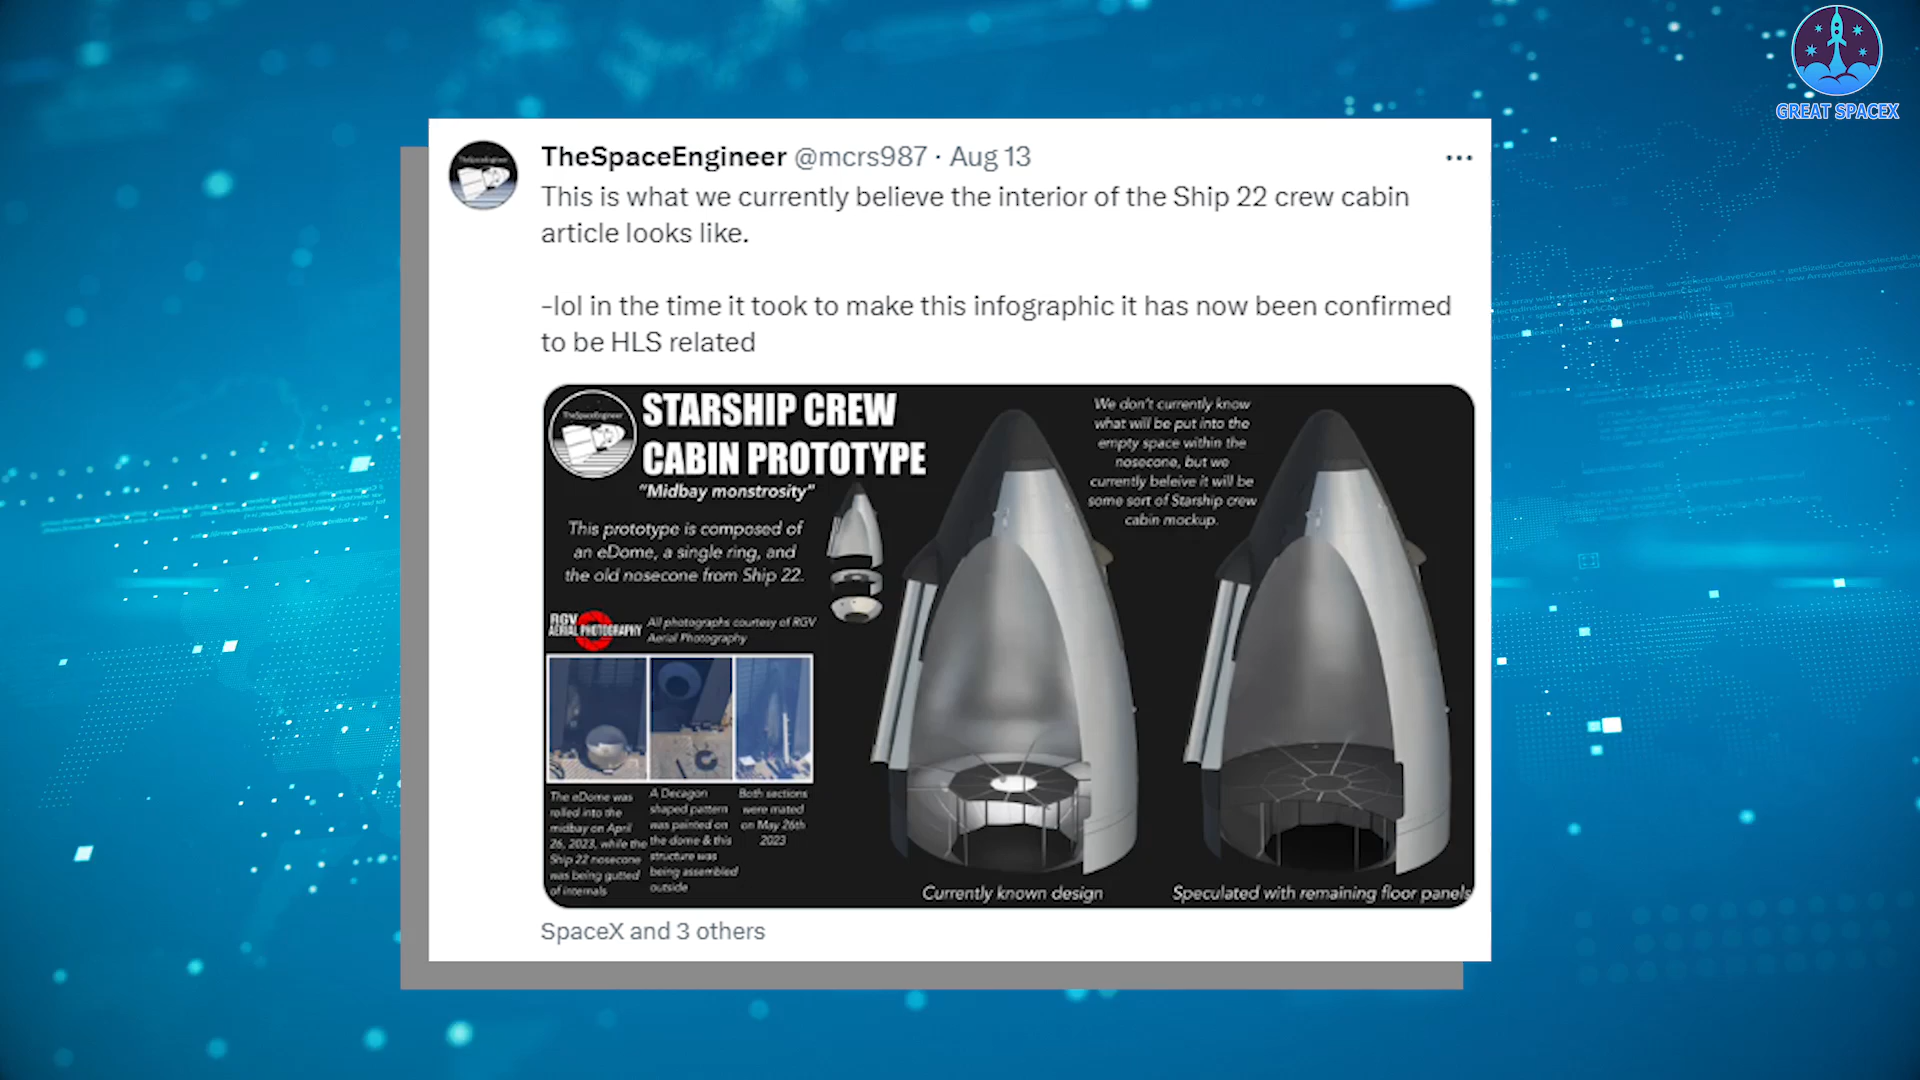 GREAT SPACEX
TheSpaceEngineer @mcrs987 · Aug 13
This is what we currently believe the interior of the Ship 22 crew cabin
article looks like.
-lol in the time it took to make this infographic it has now been confirmed
to be HLS related
TheSpaceEngineer
STARSHIP CREW
CABIN PROTOTYPE
"Midbay monstrosity"
This prototype is composed of
an eDome, a single ring, and
the old nosecone from Ship 22.
RGV
AERIAL PHOTOGRAPHY
All photographs courtesy of RGV
Aerial Photography
The eDome was
rolled into the
midbay on April
26, 2023, while the
Ship 22 nosecone
was being gutted
of internals
A Decagon
shaped pattern
was painted on
the dome & this
structure was
being assembled
outside
Both sections
were mated
on May 26th
2023
We don't currently know
what will be put into the
empty space within the
nosecone, but we
currently beleive it will be
some sort of Starship crew
cabin mockup.
Currently known design
Speculated with remaining floor panels
SpaceX and 3 others